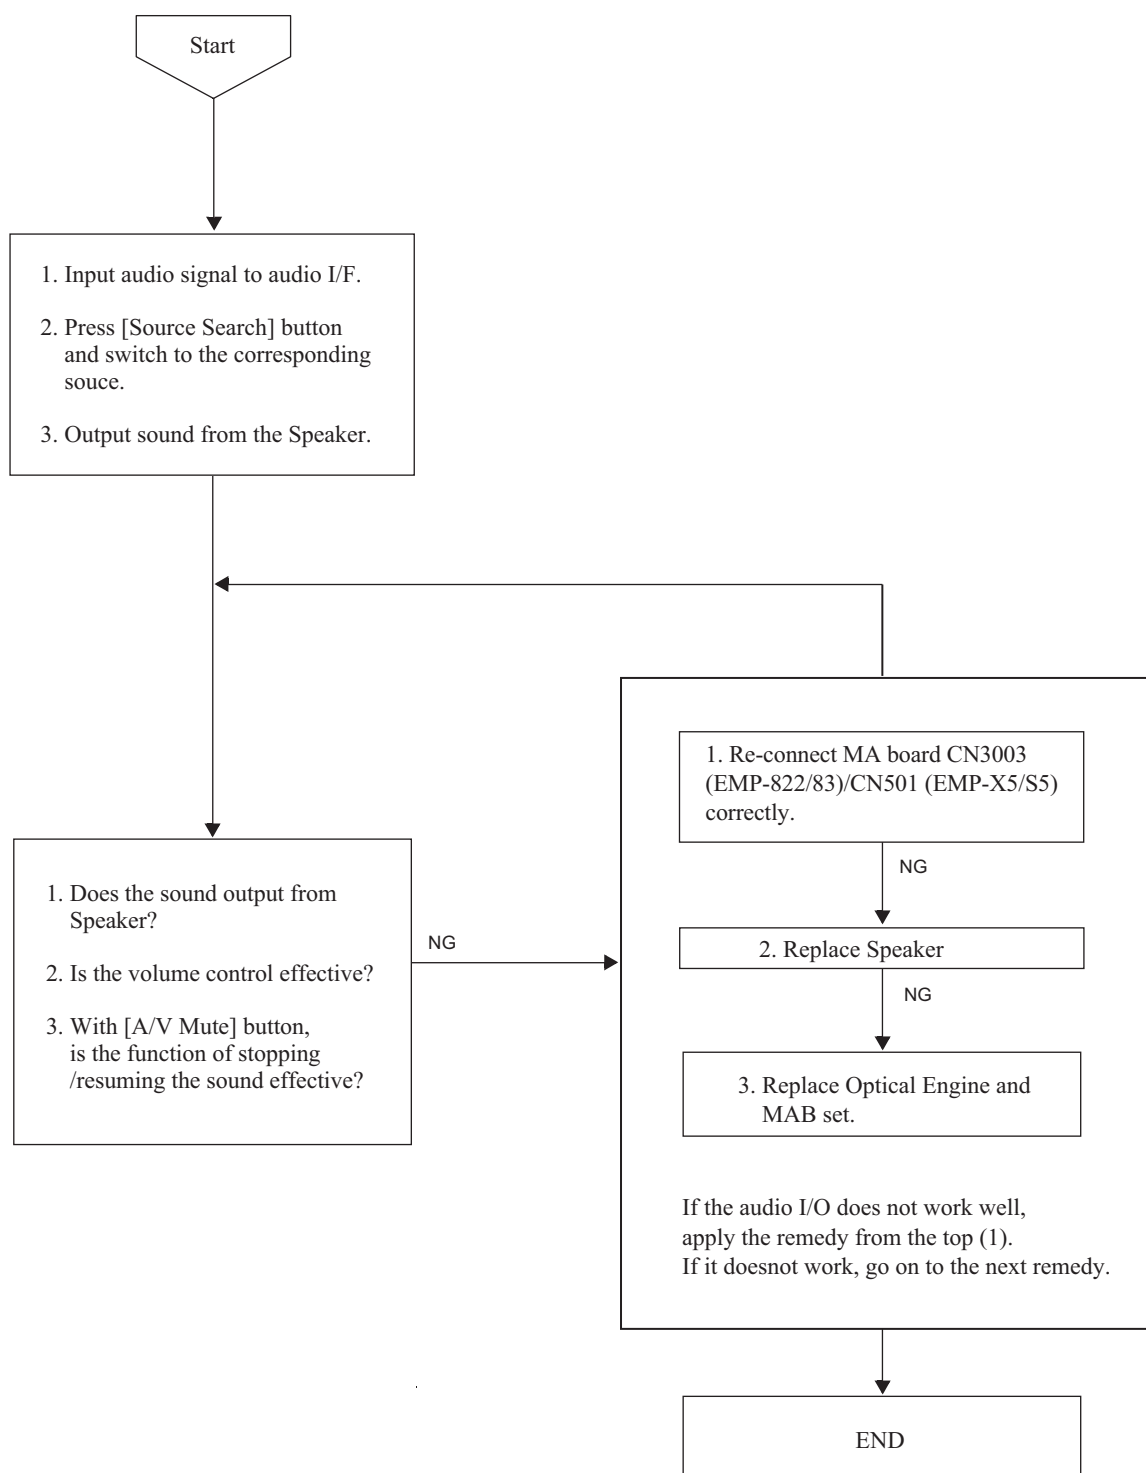 Start
1. Input audio signal to audio I/F.
2. Press [Source Search] button
and switch to the corresponding
souce.
3. Output sound from the Speaker.
1. Does the sound output from
Speaker?
2. Is the volume control effective?
3. With [A/V Mute] button,
is the function of stopping
/resuming the sound effective?
NG
1. Re-connect MA board CN3003
(EMP-822/83)/CN501 (EMP-X5/S5)
correctly.
NG
2. Replace Speaker
NG
3. Replace Optical Engine and
MAB set.
If the audio I/O does not work well,
apply the remedy from the top (1).
If it doesnot work, go on to the next remedy.
END